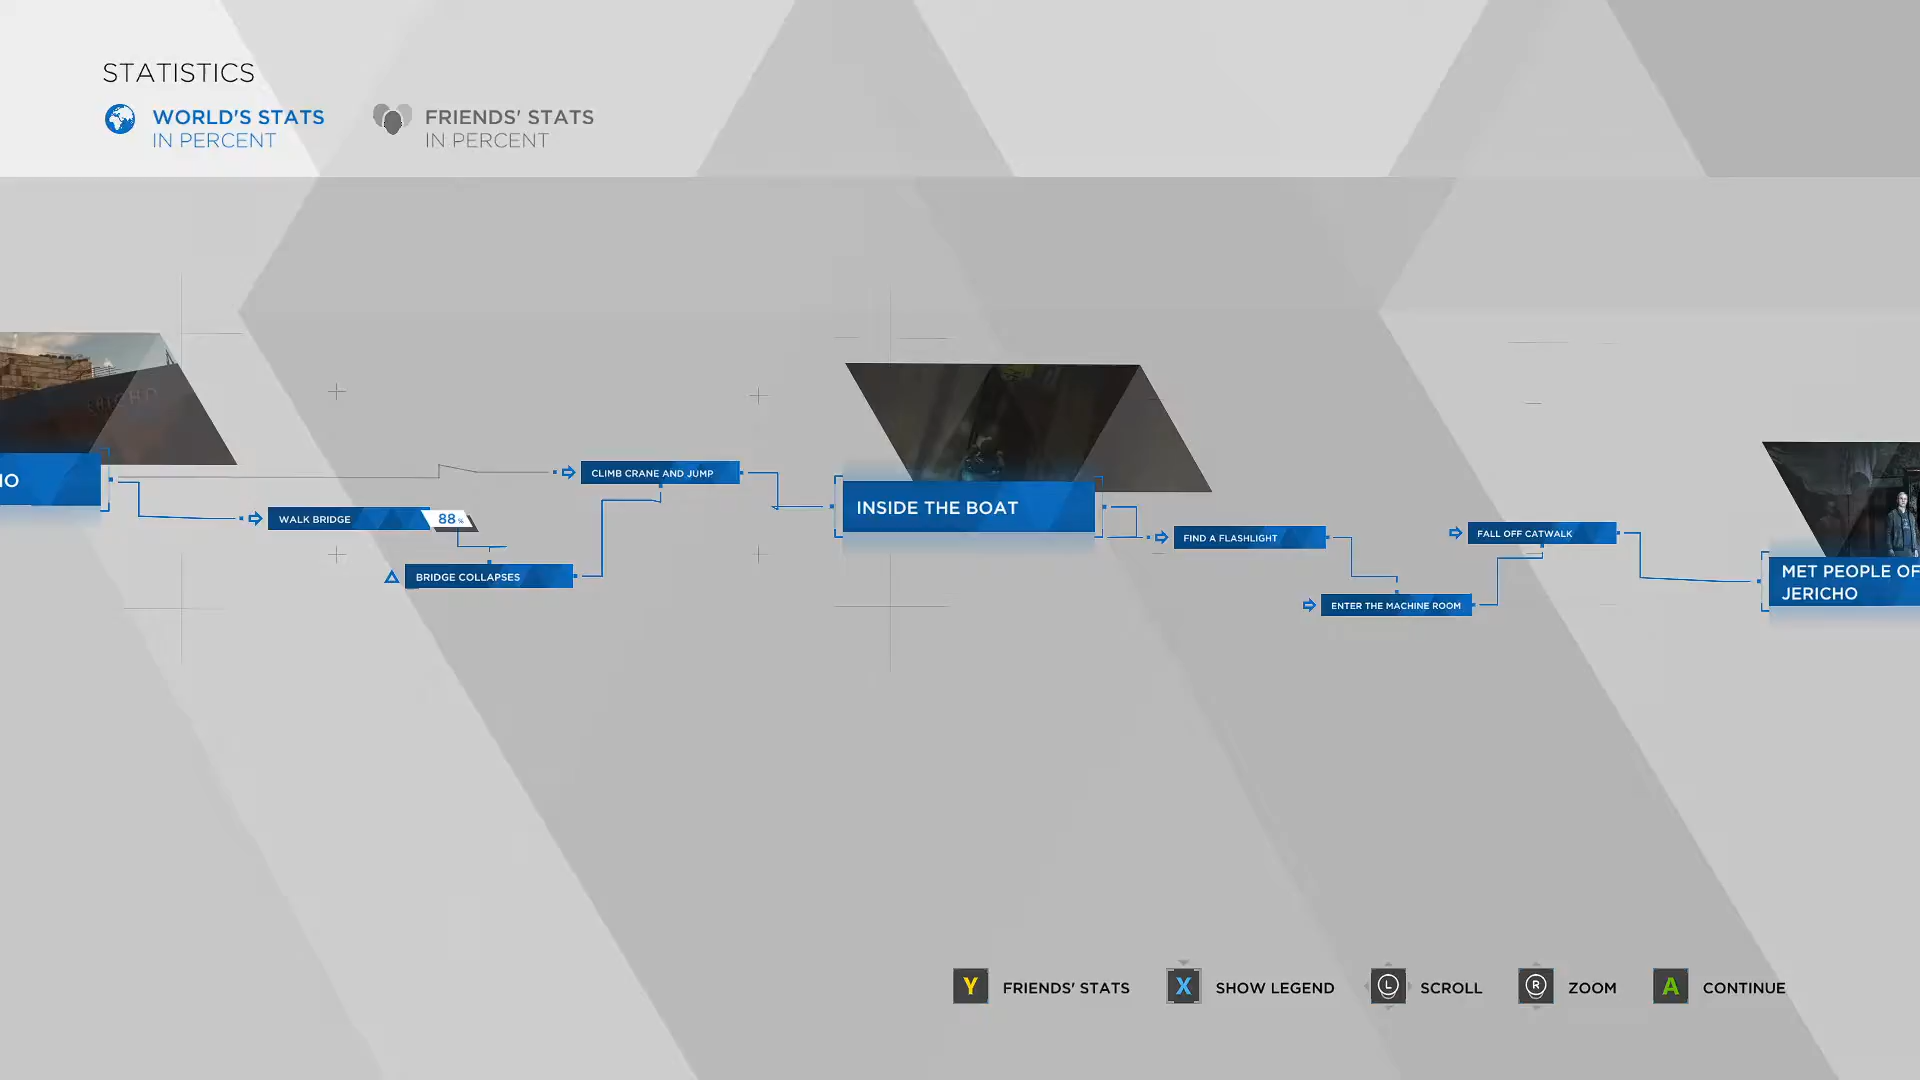 STATISTICS
WORLD'S STATS
IN PERCENT
FRIENDS' STATS
IN PERCENT
IO
WALK BRIDGE
88%
BRIDGE COLLAPSES
CLIMB CRANE AND JUMP
INSIDE THE BOAT
FIND A FLASHLIGHT
ENTER THE MACHINE ROOM
FALL OFF CATWALK
MET PEOPLE OF
JERICHO
Y FRIENDS' STATS
X SHOW LEGEND
L SCROLL
R ZOOM
A CONTINUE